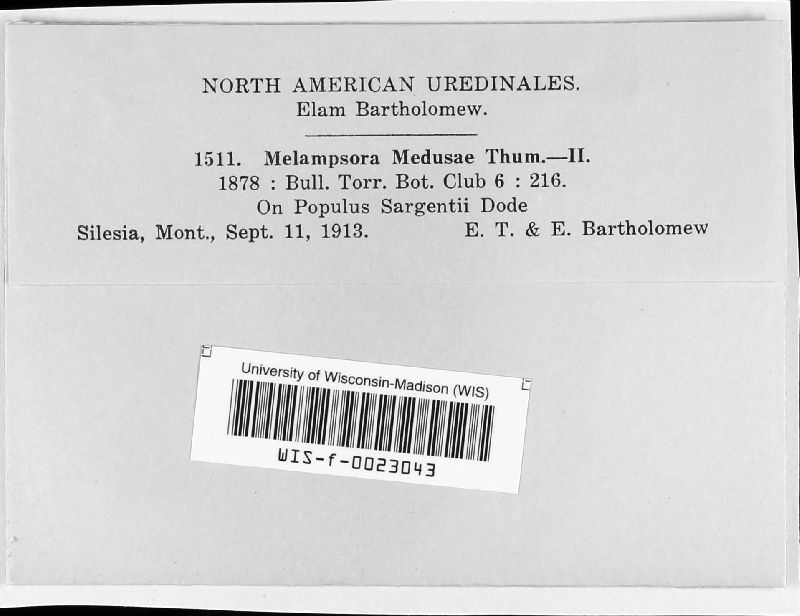 NORTH AMERICAN UREDINALES.
Elam Bartholomew.
1511. Melampsora Medusae Thum.—II.
1878 : Bull. Torr. Bot. Club 6 : 216.
On Populus Sargentii Dode
Silesia, Mont., Sept. 11, 1913. E. T. & E. Bartholomew
University of Wisconsin-Madison (WIS)
WIS-f-0023043